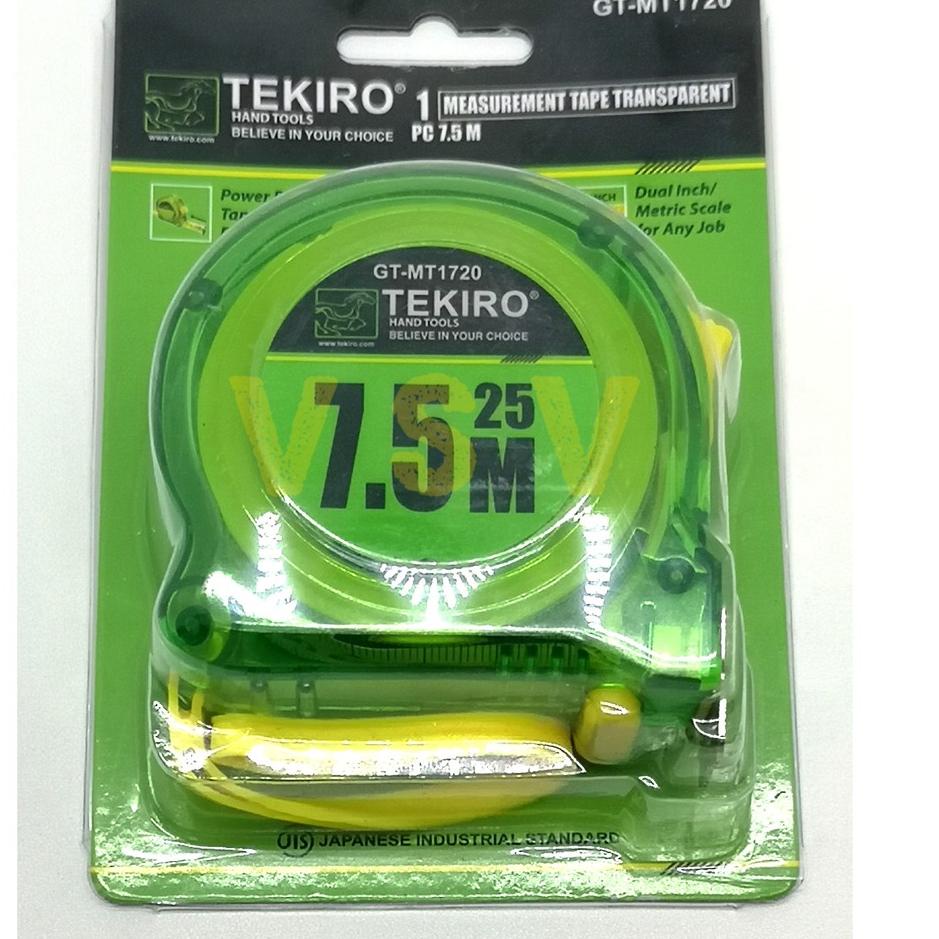 GT-MT1720
TEKIRO®
HAND TOOLS
BELIEVE IN YOUR CHOICE
www.tekiro.com
1
PC 7.5 M
MEASUREMENT TAPE TRANSPARENT
Power
Dual Inch/
Metric Scale
for Any Job
GT-MT1720
TEKIRO®
HAND TOOLS
BELIEVE IN YOUR CHOICE
www.tekiro.com
7.5 M
25
VSV
JIS JAPANESE INDUSTRIAL STANDARD